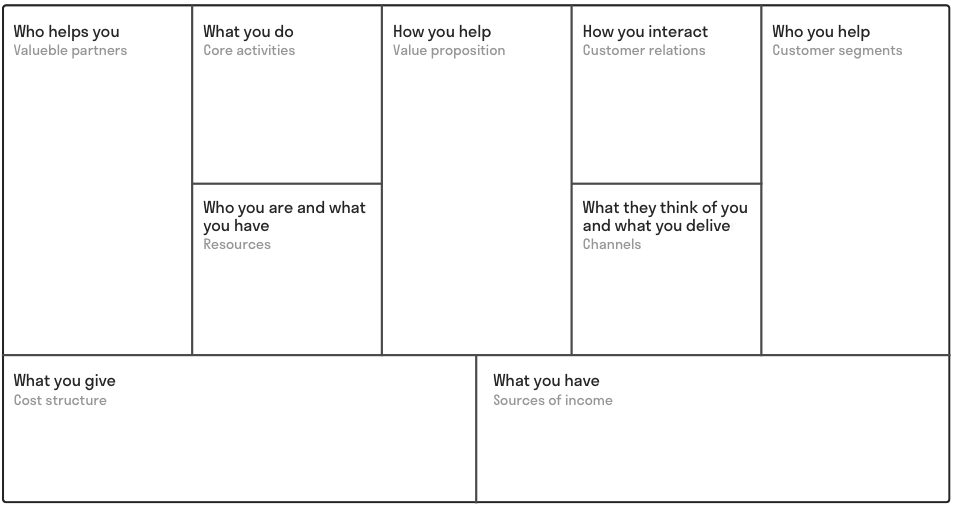 Who helps you
Valueble partners
What you do
Core activities
Who you are and what
you have
Resources
How you help
Value proposition
How you interact
Customer relations
What they think of you
and what you delive
Channels
Who you help
Customer segments
What you give
Cost structure
What you have
Sources of income